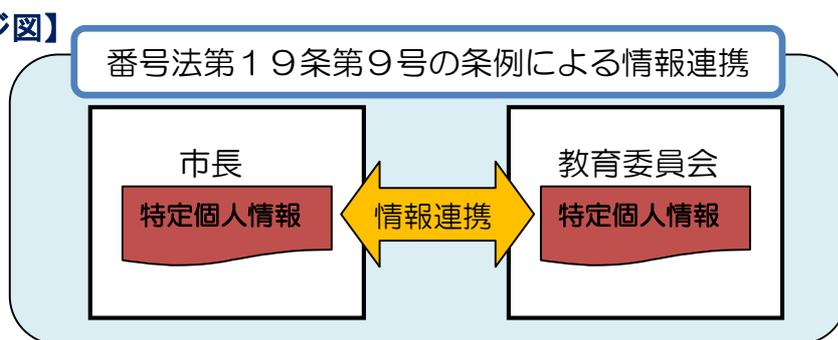 ジ図】
番号法第１９条第９号の条例による情報連携
市長
特定個人情報
情報連携
教育委員会
特定個人情報